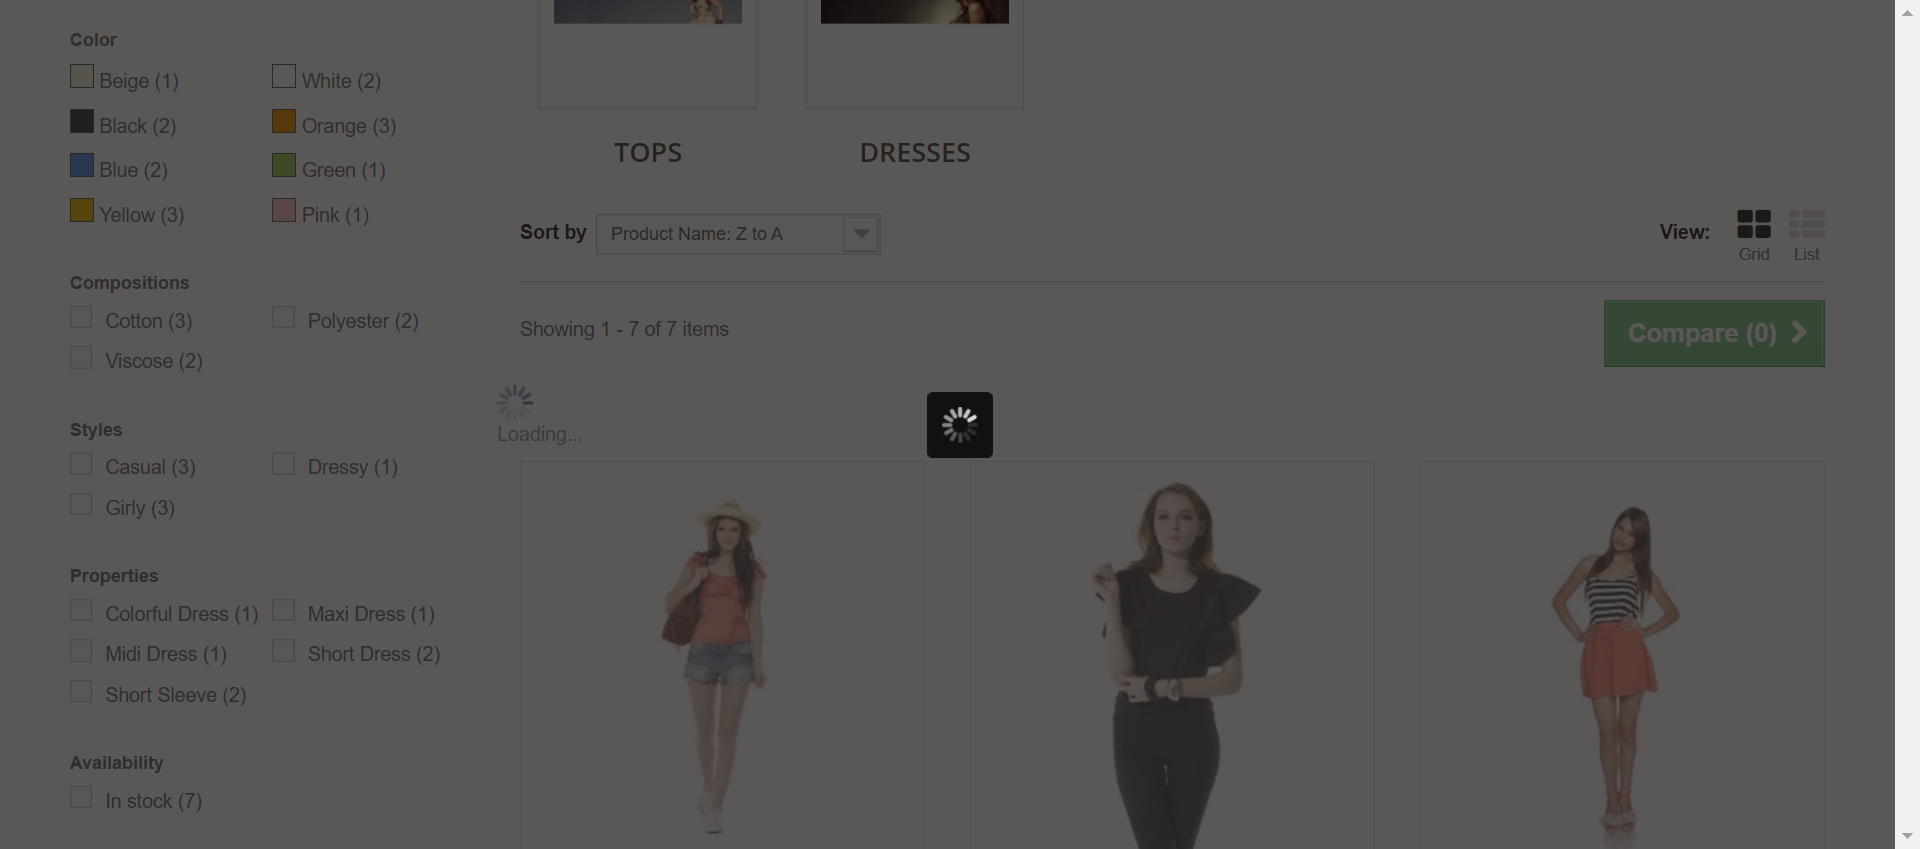 Color
Beige (1)
White (2)
Black (2)
Orange (3)
Blue (2)
Green (1)
Yellow (3)
Pink (1)
Compositions
Cotton (3)
Polyester (2)
Viscose (2)
Styles
Casual (3)
Dressy (1)
Girly (3)
Properties
Colorful Dress (1)
Maxi Dress (1)
Midi Dress (1)
Short Dress (2)
Short Sleeve (2)
Availability
In stock (7)
TOPS
DRESSES
Sort by
Product Name: Z to A
View:
Grid
List
Showing 1 - 7 of 7 items
Compare (0)
Loading...